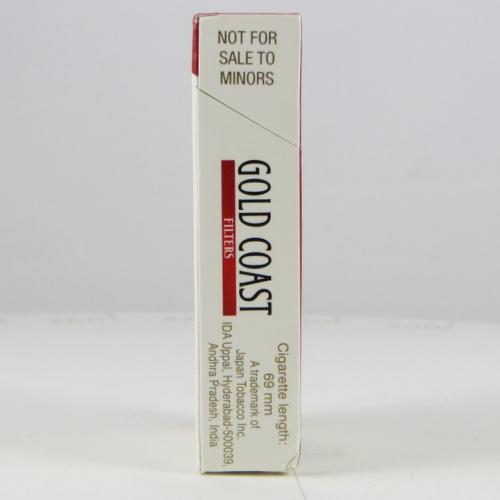 NOT FOR
SALE TO
MINORS
GOLD COAST
FILTERS
Cigarette length:
69 mm
A trademark of
Japan Tobacco Inc.
IDA Uppal, Hyderabad-500039,
Andhra Pradesh, India